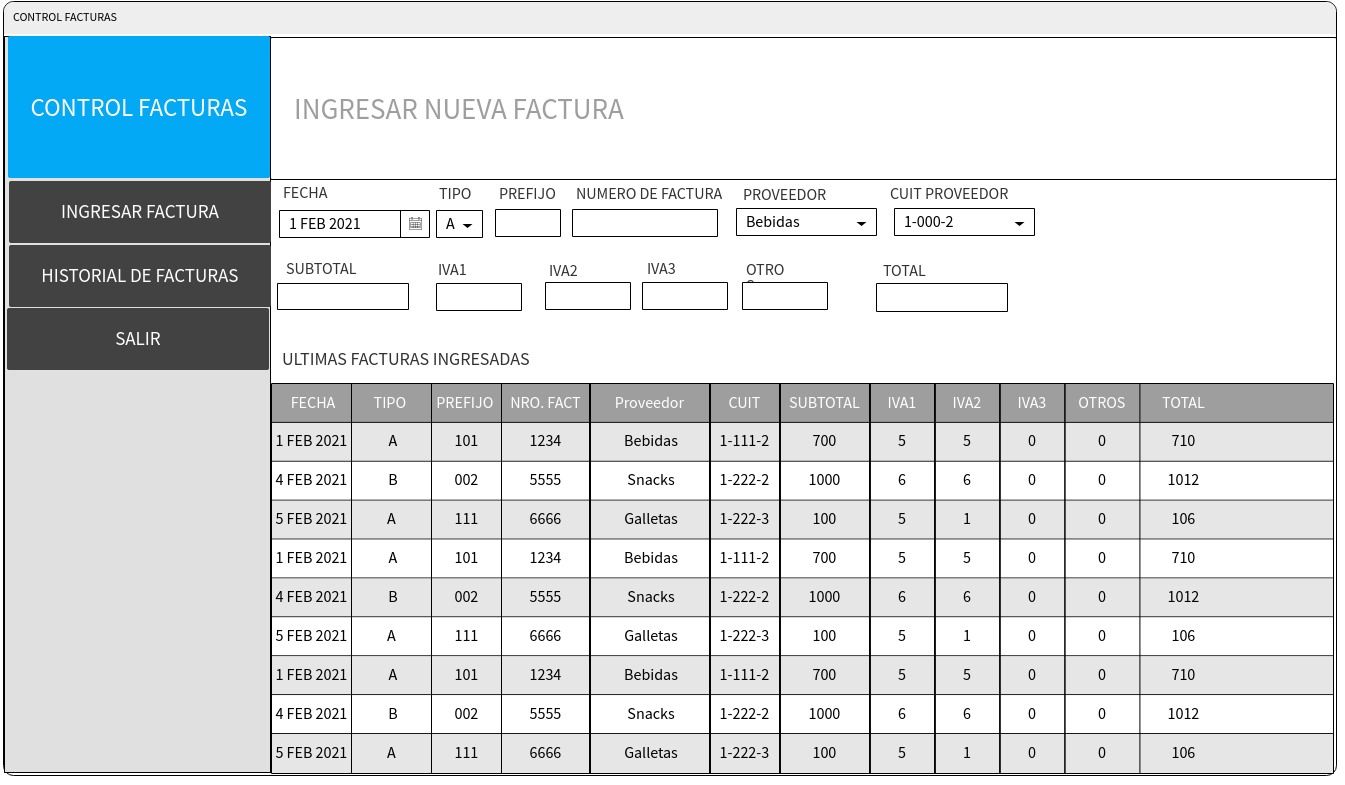 CONTROL FACTURAS
CONTROL FACTURAS
INGRESAR NUEVA FACTURA
INGRESAR FACTURA
HISTORIAL DE FACTURAS
SALIR
FECHA TIPO PREFIJO NUMERO DE FACTURA PROVEEDOR CUIT PROVEEDOR
1 FEB 2021 A Bebidas 1-000-2
SUBTOTAL IVA1 IVA2 IVA3 OTRO TOTAL
ULTIMAS FACTURAS INGRESADAS
FECHA TIPO PREFIJO NRO. FACT Proveedor CUIT SUBTOTAL IVA1 IVA2 IVA3 OTROS TOTAL
1 FEB 2021 A 101 1234 Bebidas 1-111-2 700 5 5 0 0 710
4 FEB 2021 B 002 5555 Snacks 1-222-2 1000 6 6 0 0 1012
5 FEB 2021 A 111 6666 Galletas 1-222-3 100 5 1 0 0 106
1 FEB 2021 A 101 1234 Bebidas 1-111-2 700 5 5 0 0 710
4 FEB 2021 B 002 5555 Snacks 1-222-2 1000 6 6 0 0 1012
5 FEB 2021 A 111 6666 Galletas 1-222-3 100 5 1 0 0 106
1 FEB 2021 A 101 1234 Bebidas 1-111-2 700 5 5 0 0 710
4 FEB 2021 B 002 5555 Snacks 1-222-2 1000 6 6 0 0 1012
5 FEB 2021 A 111 6666 Galletas 1-222-3 100 5 1 0 0 106